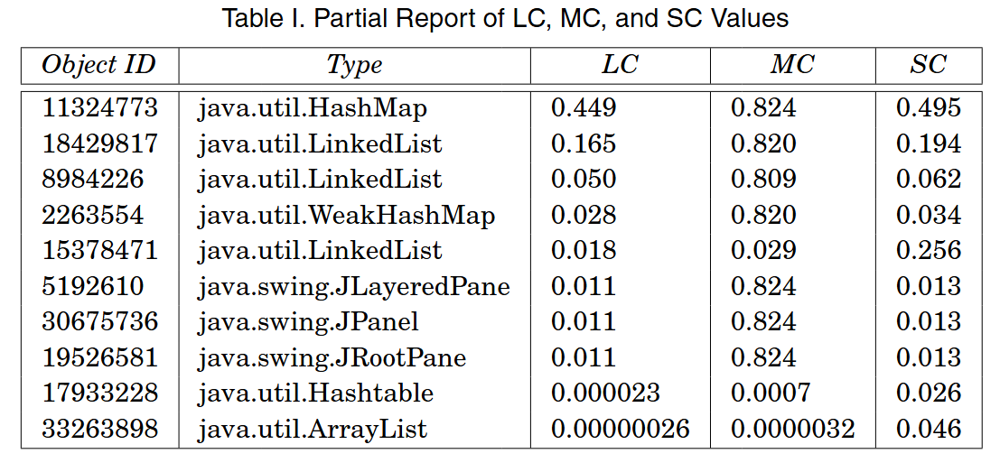 Table I. Partial Report of LC, MC, and SC Values
Object ID Type LC MC SC
11324773 java.util.HashMap 0.449 0.824 0.495
18429817 java.util.LinkedList 0.165 0.820 0.194
8984226 java.util.LinkedList 0.050 0.809 0.062
2263554 java.util.WeakHashMap 0.028 0.820 0.034
15378471 java.util.LinkedList 0.018 0.029 0.256
5192610 java.swing.JLayeredPane 0.011 0.824 0.013
30675736 java.swing.JPanel 0.011 0.824 0.013
19526581 java.swing.JRootPane 0.011 0.824 0.013
17933228 java.util.Hashtable 0.000023 0.0007 0.026
33263898 java.util.ArrayList 0.00000026 0.0000032 0.046